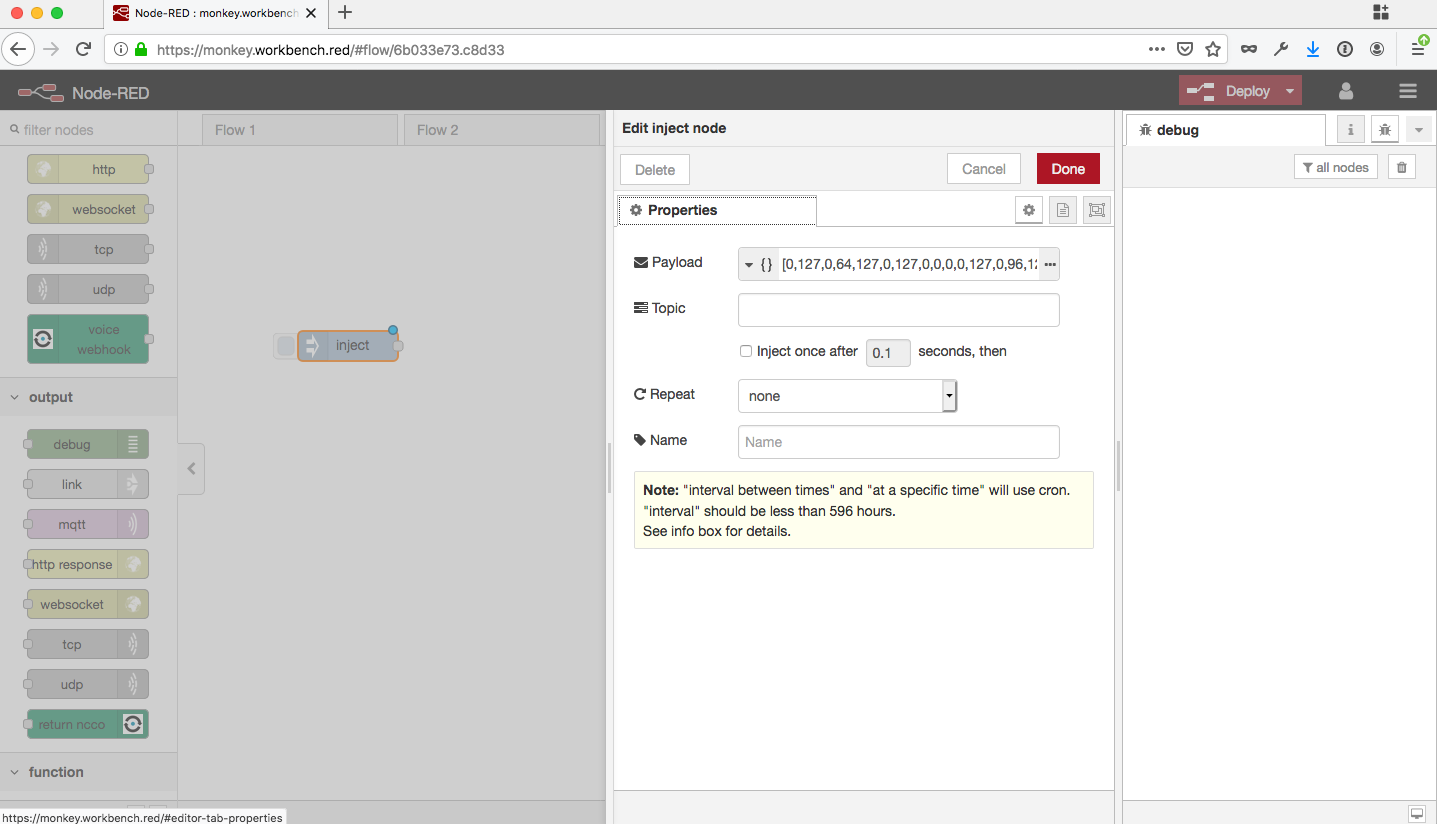 Node-RED : monkey.workbench
https://monkey.workbench.red/#flow/6b033e73.c8d33
Node-RED
Deploy
filter nodes
http
websocket
tcp
udp
voice
webhook
output
debug
link
mqtt
http response
websocket
tcp
udp
return ncco
function
Flow 1
Flow 2
inject
Edit inject node
Delete
Cancel
Done
Properties
Payload
{} [0,127,0,64,127,0,127,0,0,0,0,127,0,96,12
Topic
Inject once after 0.1 seconds, then
Repeat
none
Name
Name
Note: "interval between times" and "at a specific time" will use cron.
"interval" should be less than 596 hours.
See info box for details.
debug
i
all nodes
https://monkey.workbench.red/#editor-tab-properties